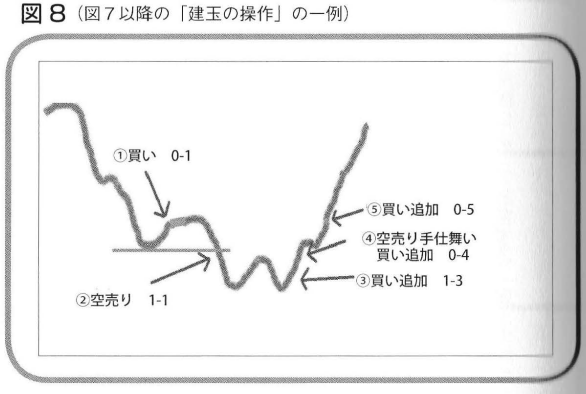 図8（図7以降の「建玉の操作」の一例）
①買い 0-1
②空売り 1-1
⑤買い追加 0-5
④空売り手仕舞い
買い追加 0-4
③買い追加 1-3